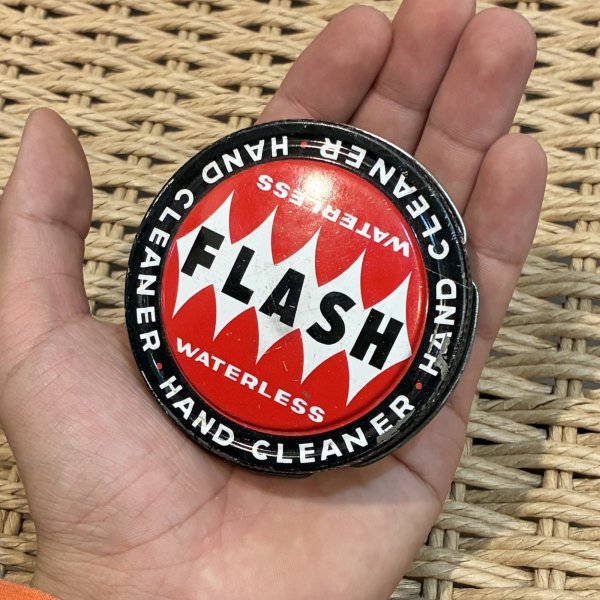 WATERLESS
FLASH
WATERLESS
HAND CLEANER • HAND CLEANER • HAND CLEANER •